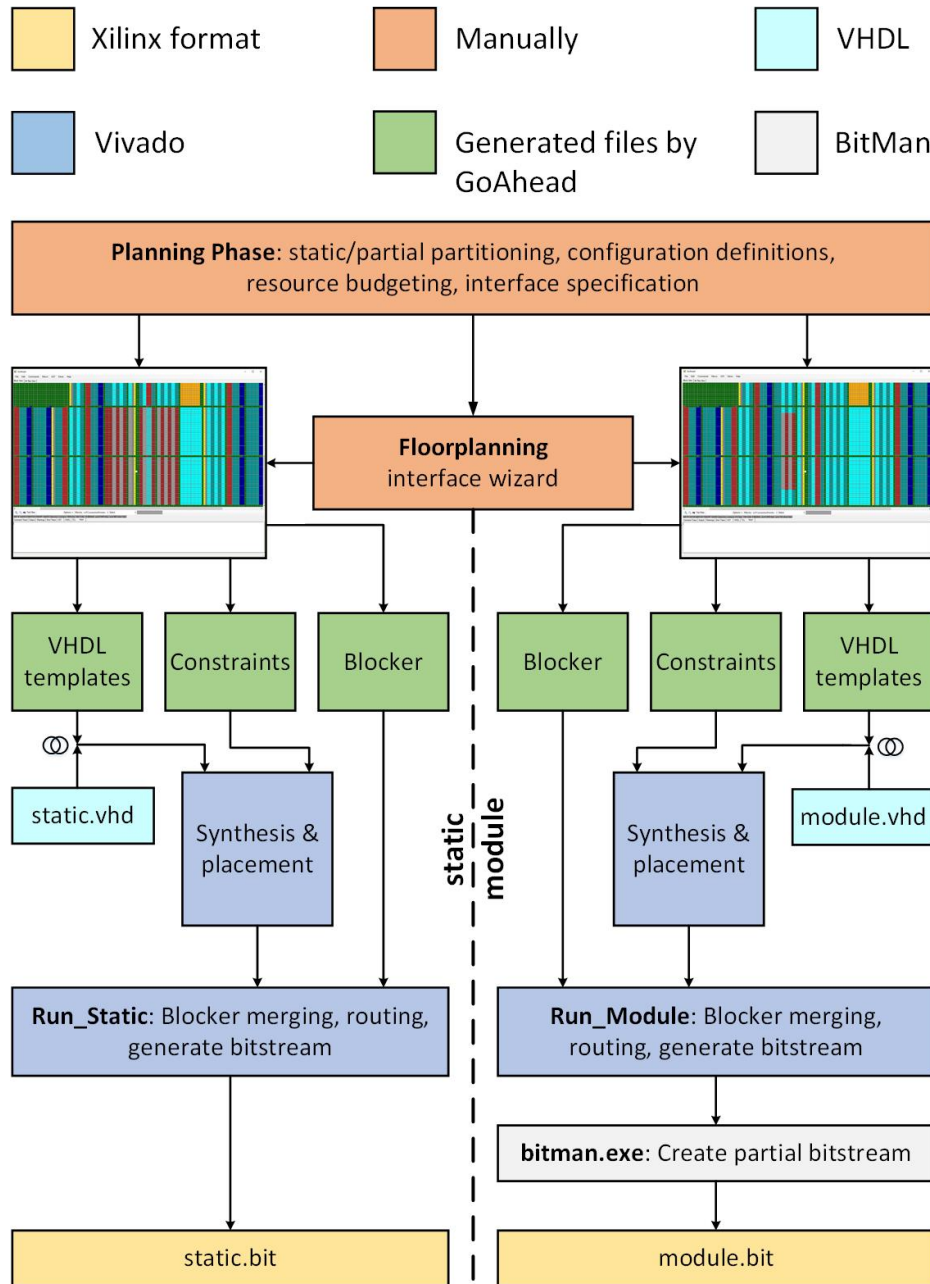 Xilinx format
Manually
VHDL
Vivado
Generated files by
GoAhead
BitMan
Planning Phase: static/partial partitioning, configuration definitions,
resource budgeting, interface specification
Floorplanning
interface wizard
VHDL
templates
Constraints
Blocker
Blocker
Constraints
VHDL
templates
static.vhd
Synthesis &
placement
static
module
Synthesis &
placement
module.vhd
Run_Static: Blocker merging, routing,
generate bitstream
Run_Module: Blocker merging,
routing, generate bitstream
bitman.exe: Create partial bitstream
static.bit
module.bit